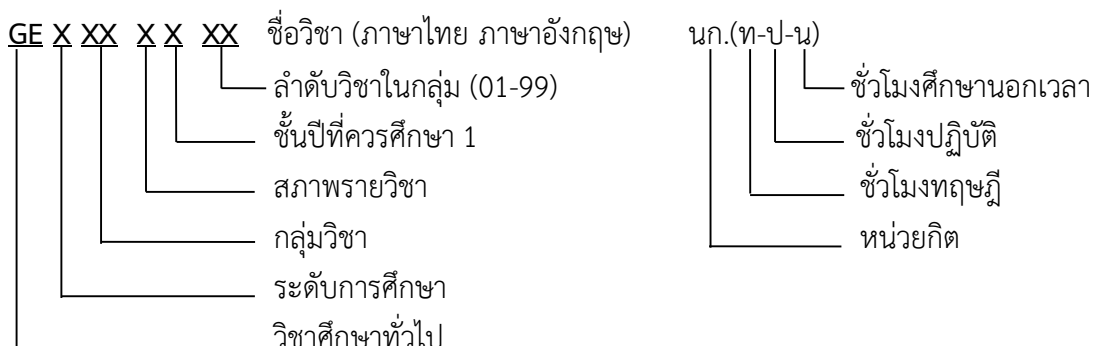 GE X XX X X XX ชื่อวิชา (ภาษาไทย ภาษาอังกฤษ) นก.(ท-ป-น)
ลำดับวิชาในกลุ่ม (01-99) ชั่วโมงศึกษานอกเวลา
ชั้นปีที่ควรศึกษา 1 ชั่วโมงปฏิบัติ
สภาพรายวิชา ชั่วโมงทฤษฎี
กลุ่มวิชา หน่วยกิต
ระดับการศึกษา
วิชาศึกษาทั่วไป